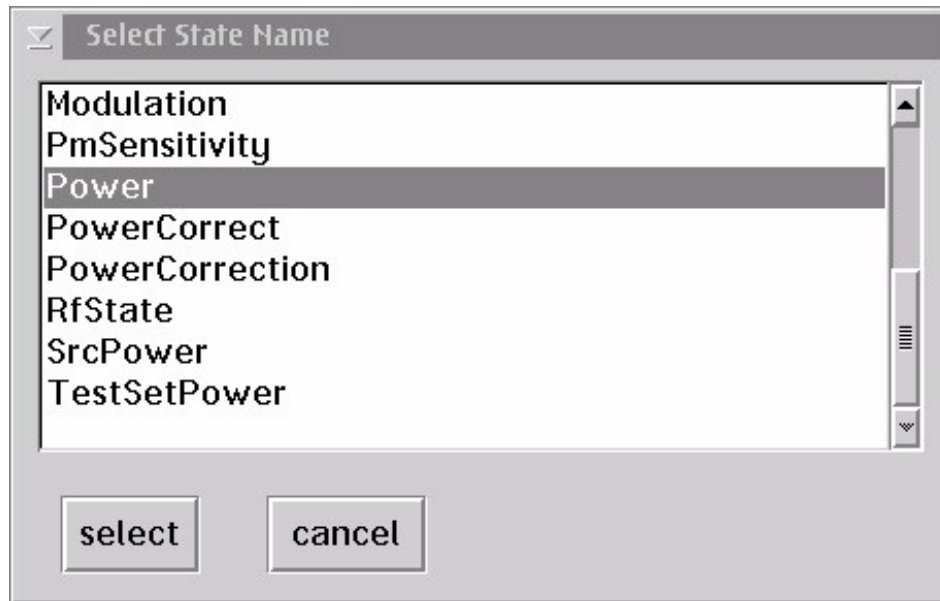 Select State Name
Modulation
PmSensitivity
Power
PowerCorrect
PowerCorrection
RfState
SrcPower
TestSetPower
select cancel